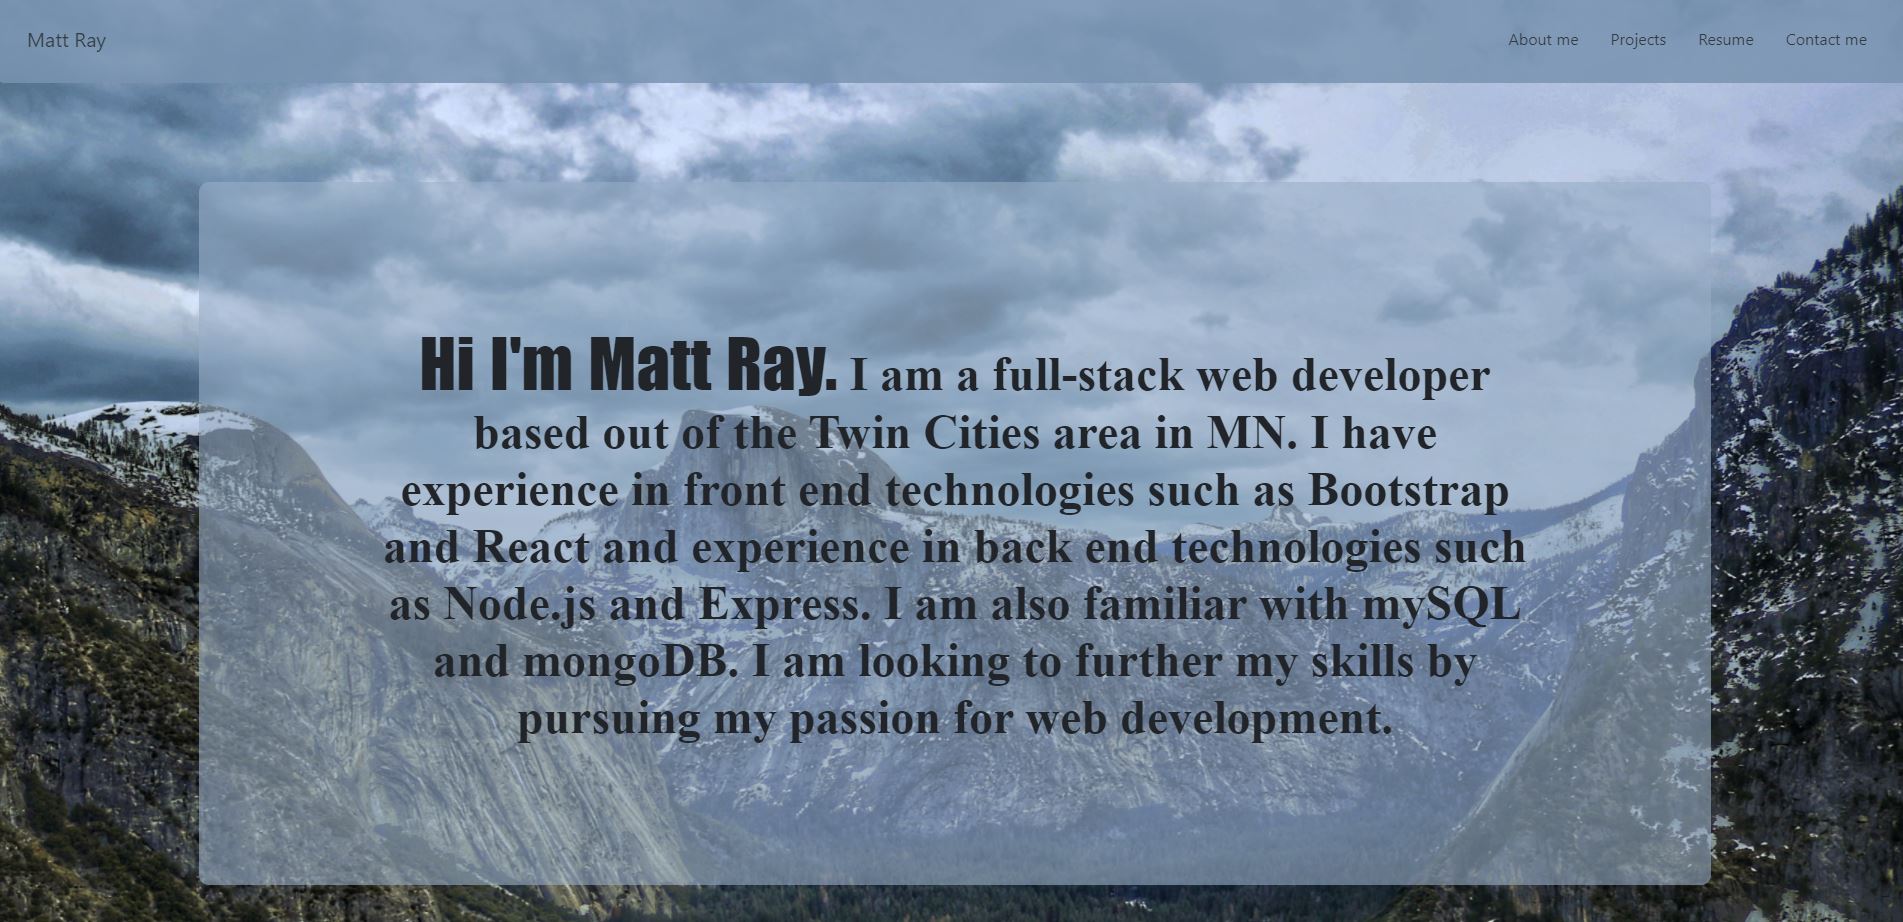 Matt Ray
About me Projects Resume Contact me
Hi I'm Matt Ray. I am a full-stack web developer
based out of the Twin Cities area in MN. I have
experience in front end technologies such as Bootstrap
and React and experience in back end technologies such
as Node.js and Express. I am also familiar with mySQL
and mongoDB. I am looking to further my skills by
pursuing my passion for web development.